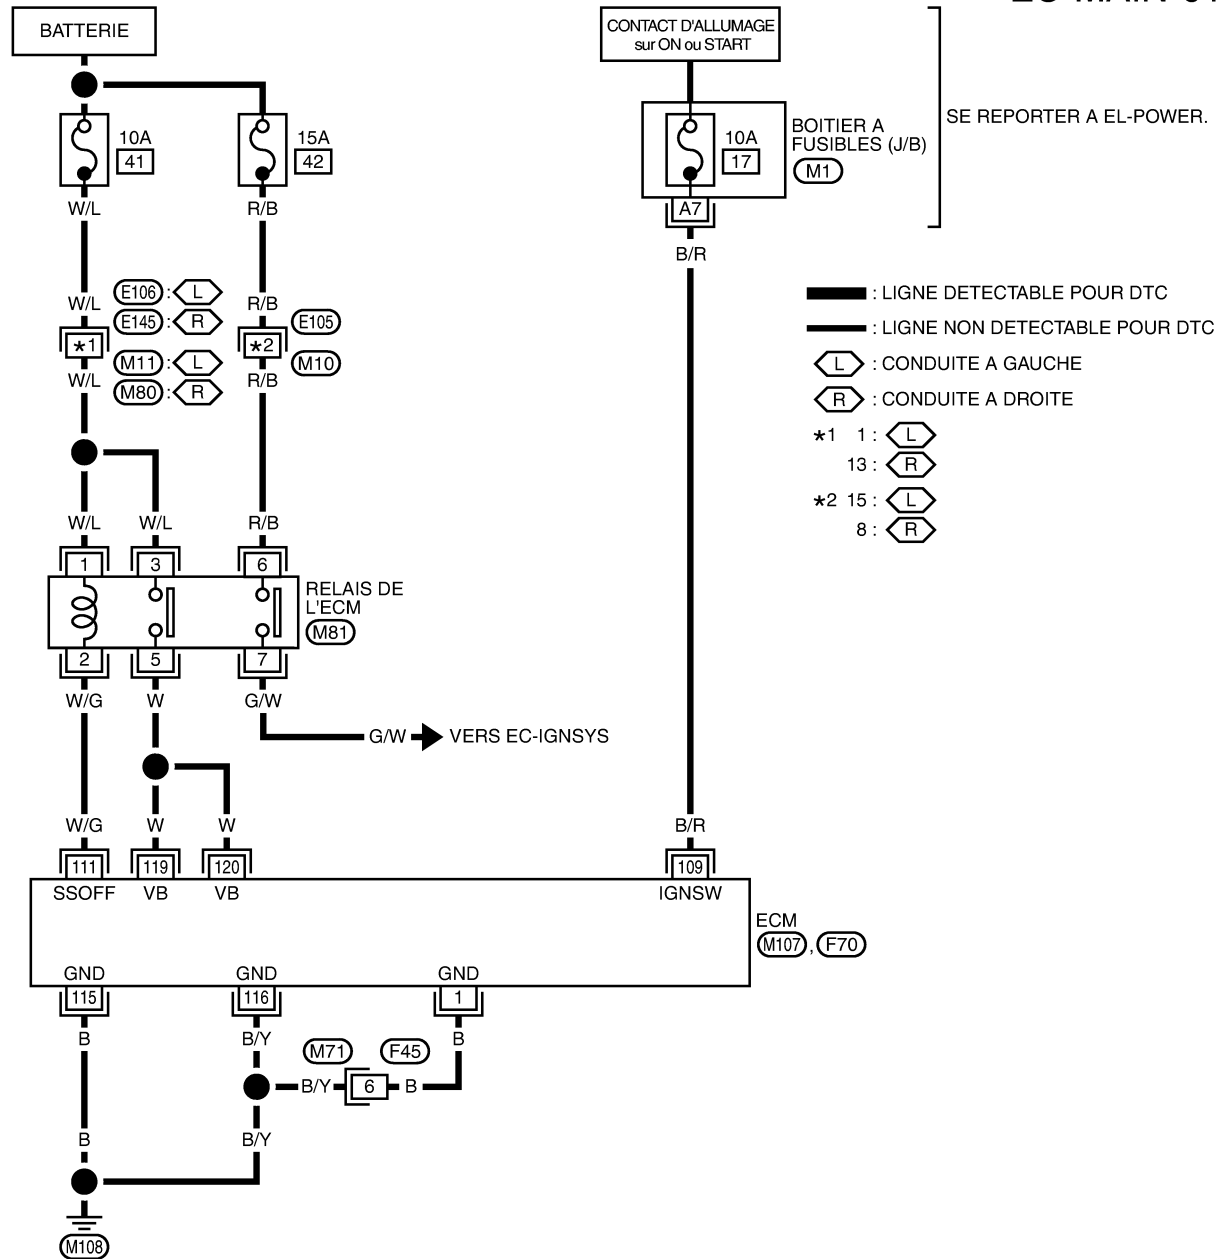 BATTERIE
CONTACT D'ALLUMAGE
sur ON ou START
SE REPORTER A EL-POWER.
10A
41
15A
42
10A
17
BOITIER A
FUSIBLES (J/B)
M1
A7
W/L
R/B
B/R
W/L
E106 : L
E145 : R
R/B
E105
*1
*2
M11 : L
M80 : R
M10
W/L
R/B
: LIGNE DETECTABLE POUR DTC
: LIGNE NON DETECTABLE POUR DTC
L : CONDUITE A GAUCHE
R : CONDUITE A DROITE
*1 1 : L
13 : R
*2 15 : L
8 : R
W/L
W/L
R/B
1
3
6
RELAIS DE
L'ECM
M81
2
5
7
W/G
W
G/W
G/W
VERS EC-IGNSYS
W/G
W
W
B/R
111
119
120
109
SSOFF
VB
VB
IGNSW
ECM
M107 , F70
GND
GND
GND
115
116
1
B
B/Y
B
M71
F45
B/Y
6
B
B
B/Y
M108